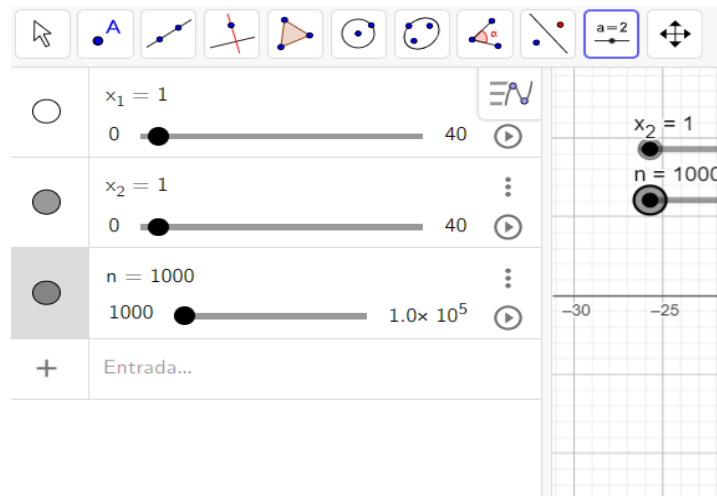 A
α
a=2
x₁ = 1
0 40
x₂ = 1
0 40
n = 1000
1000 1.0× 10⁵
Entrada...
x₂ = 1
n = 1000
−30 −25